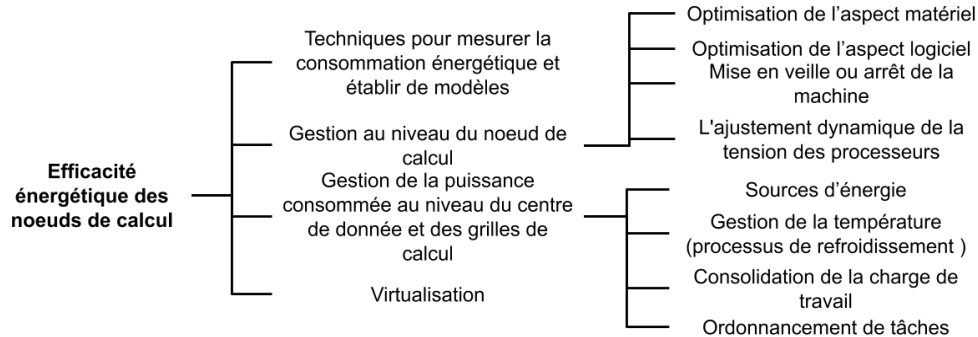 Efficacité
énergétique des
noeuds de calcul
Techniques pour mesurer la
consommation énergétique et
établir de modèles
Gestion au niveau du noeud de
calcul
Gestion de la puissance
consommée au niveau du centre
de donnée et des grilles de
calcul
Virtualisation
Optimisation de l’aspect matériel
Optimisation de l’aspect logiciel
Mise en veille ou arrêt de la
machine
L'ajustement dynamique de la
tension des processeurs
Sources d’énergie
Gestion de la température
(processus de refroidissement )
Consolidation de la charge de
travail
Ordonnancement de tâches